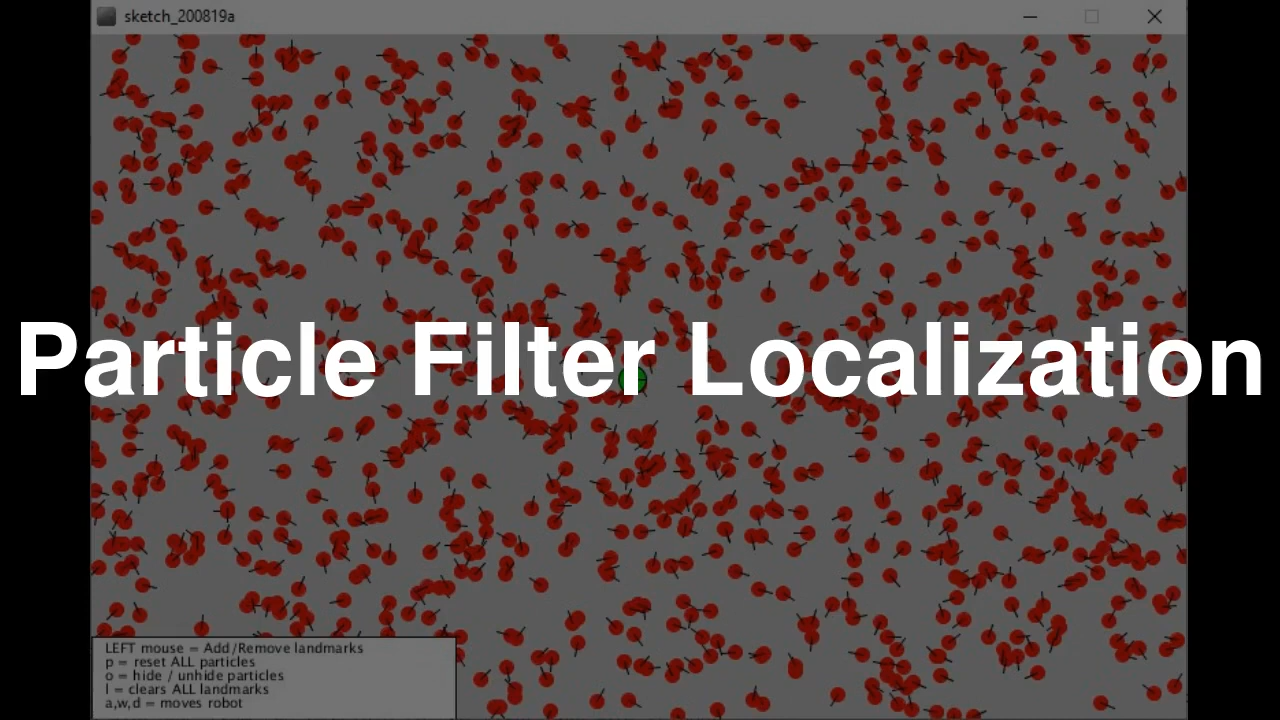 sketch_200819a
Particle Filter Localization
LEFT mouse = Add/Remove landmarks
p = reset ALL particles
o = hide / unhide particles
l = clears ALL landmarks
a,w,d = moves robot